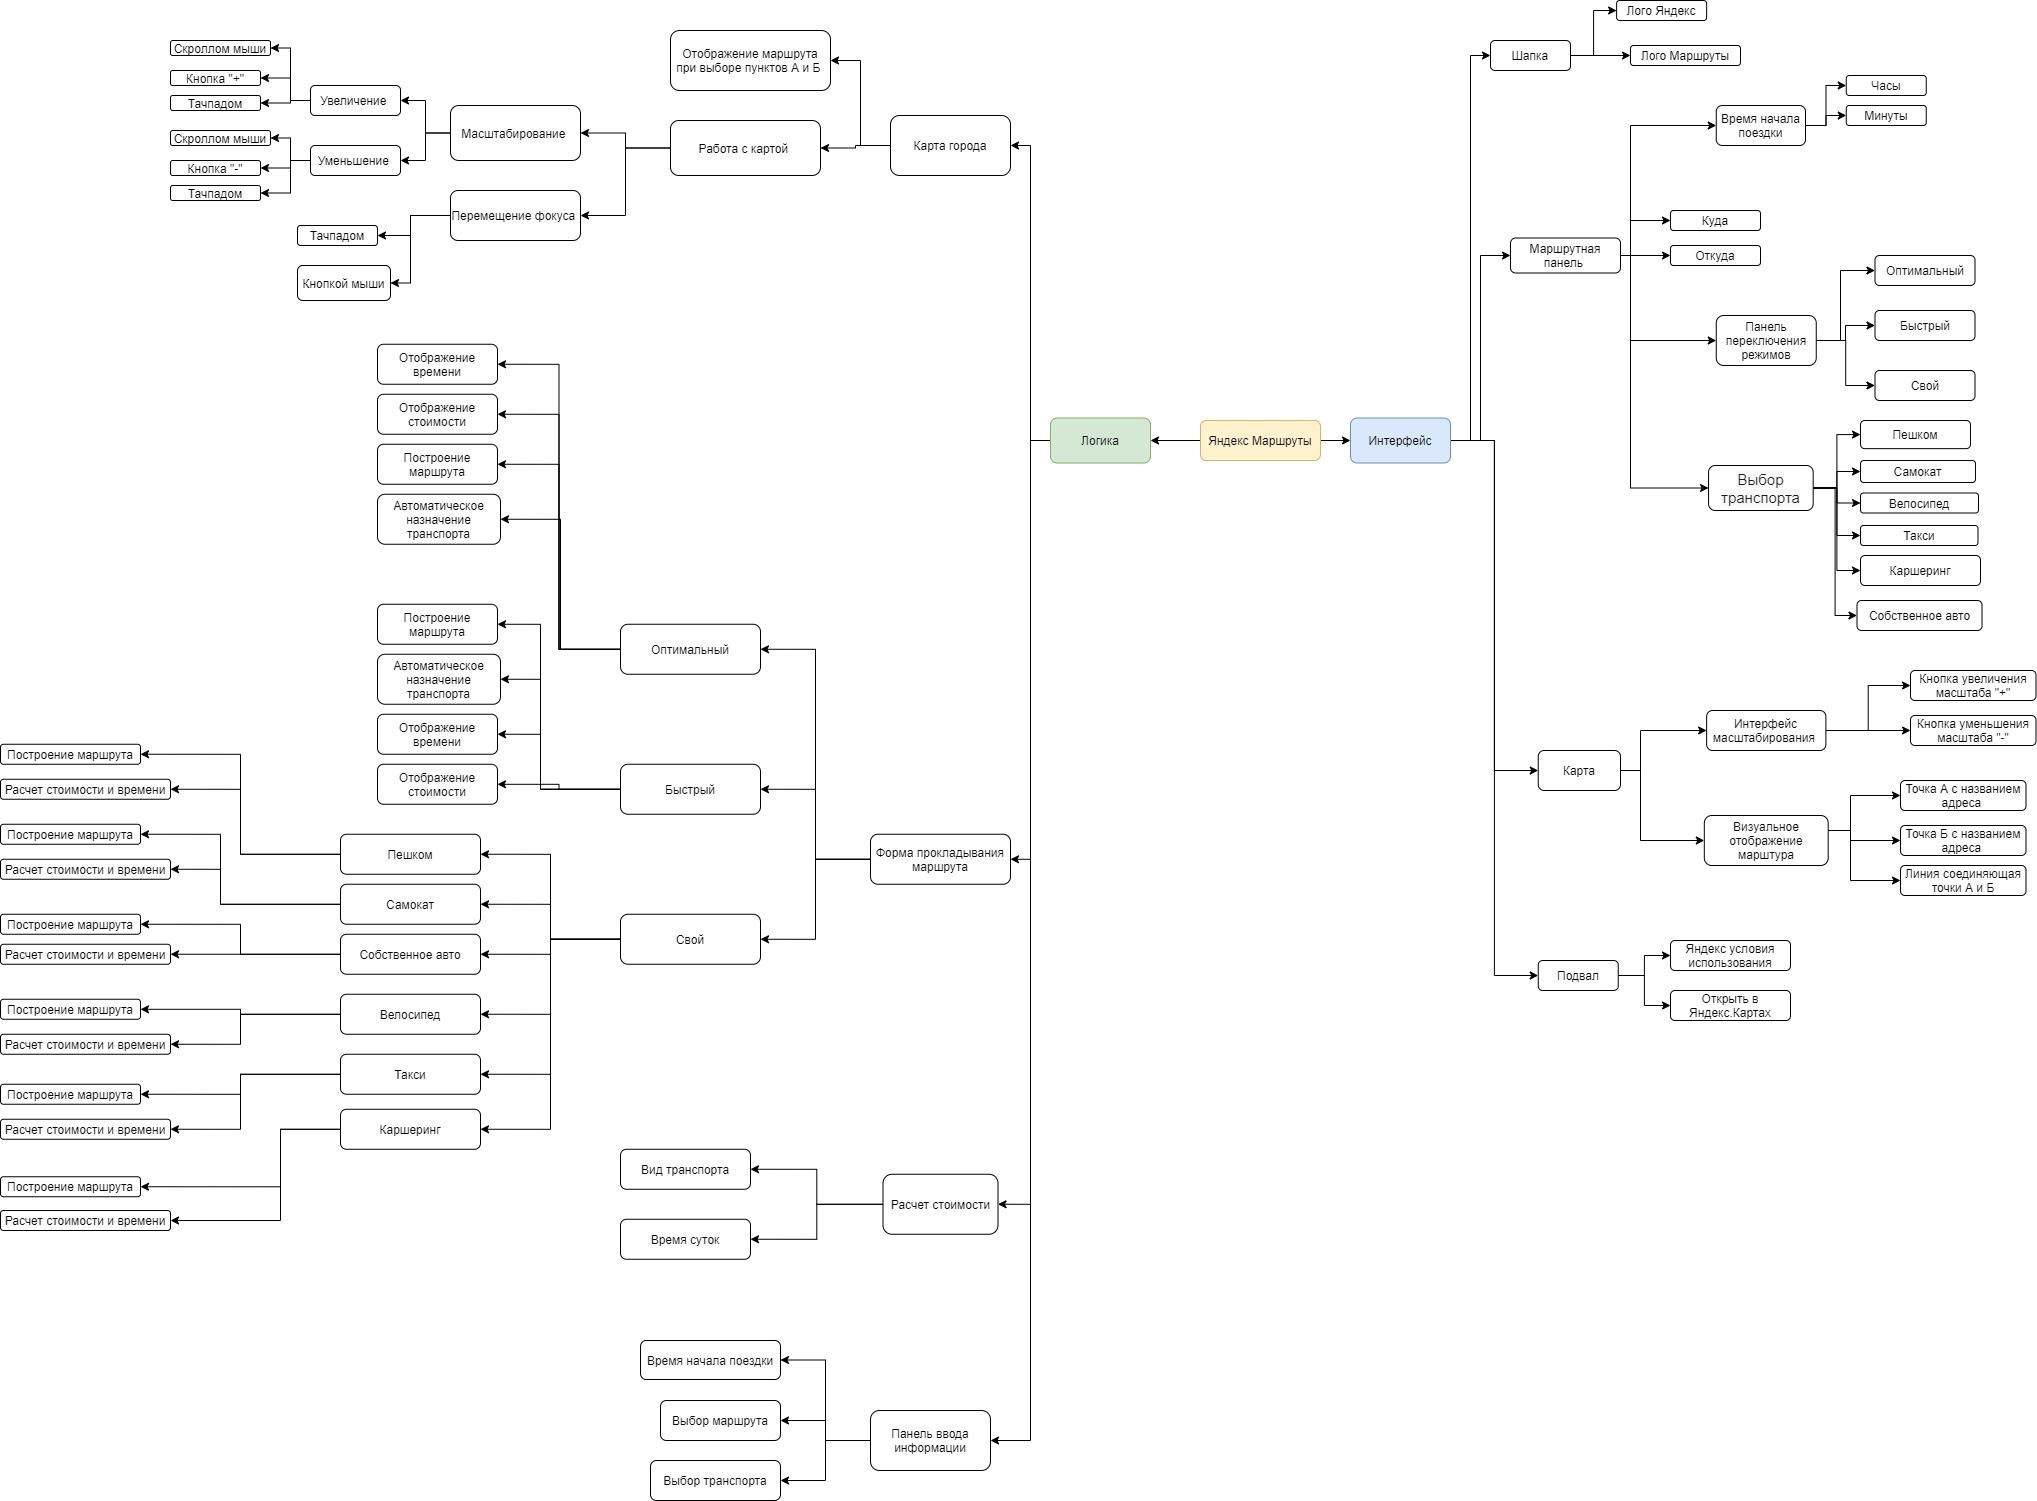 Скроллом мыши
Кнопка "+"
Тачпадом
Скроллом мыши
Кнопка "-"
Тачпадом
Увеличение
Уменьшение
Масштабирование
Перемещение фокуса
Тачпадом
Кнопкой мыши
Отображение маршрута
при выборе пунктов А и Б
Работа с картой
Карта города
Отображение
времени
Отображение
стоимости
Построение
маршрута
Автоматическое
назначение
транспорта
Построение
маршрута
Автоматическое
назначение
транспорта
Отображение
времени
Отображение
стоимости
Оптимальный
Быстрый
Свой
Форма прокладывания
маршрута
Построение маршрута
Расчет стоимости и времени
Построение маршрута
Расчет стоимости и времени
Построение маршрута
Расчет стоимости и времени
Построение маршрута
Расчет стоимости и времени
Построение маршрута
Расчет стоимости и времени
Построение маршрута
Расчет стоимости и времени
Пешком
Самокат
Собственное авто
Велосипед
Такси
Каршеринг
Вид транспорта
Время суток
Расчет стоимости
Время начала поездки
Выбор маршрута
Выбор транспорта
Панель ввода
информации
Логика
Яндекс Маршруты
Интерфейс
Шапка
Лого Яндекс
Лого Маршруты
Маршрутная
панель
Время начала
поездки
Часы
Минуты
Куда
Откуда
Панель
переключения
режимов
Оптимальный
Быстрый
Свой
Выбор
транспорта
Пешком
Самокат
Велосипед
Такси
Каршеринг
Собственное авто
Карта
Интерфейс
масштабирования
Кнопка увеличения
масштаба "+"
Кнопка уменьшения
масштаба "-"
Визуальное
отображение
марштура
Точка А с названием
адреса
Точка Б с названием
адреса
Линия соединяющая
точки А и Б
Подвал
Яндекс условия
использования
Открыть в
Яндекс.Картах